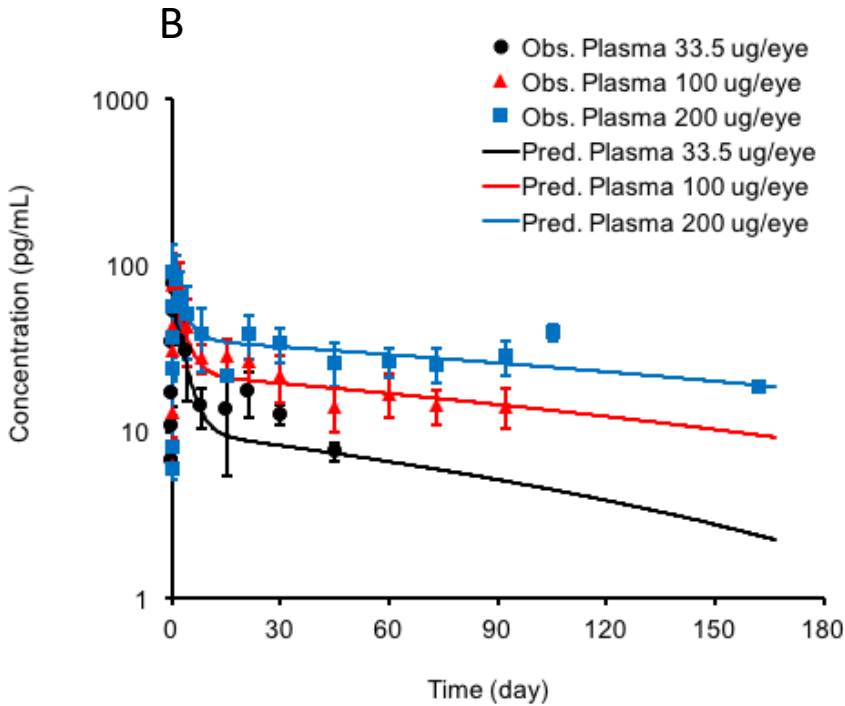 B
Obs. Plasma 33.5 ug/eye
Obs. Plasma 100 ug/eye
Obs. Plasma 200 ug/eye
Pred. Plasma 33.5 ug/eye
Pred. Plasma 100 ug/eye
Pred. Plasma 200 ug/eye
Concentration (pg/mL)
1000
100
10
1
0 30 60 90 120 150 180
Time (day)